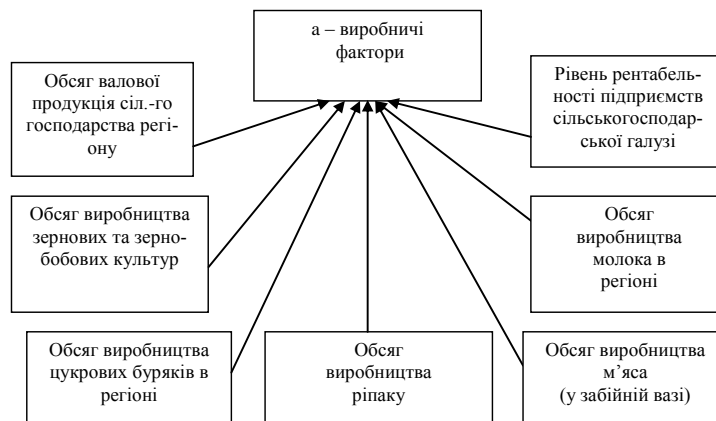 а – виробничі
фактори
Обсяг валової
продукція сіл.-го
господарства регі-
ону
Рівень рентабель-
ності підприємств
сільськогосподар-
ської галузі
Обсяг виробництва
зернових та зерно-
бобових культур
Обсяг
виробництва
молока в
регіоні
Обсяг виробництва
цукрових буряків в
регіоні
Обсяг
виробництва
ріпаку
Обсяг виробництва
м’яса
(у забійній вазі)